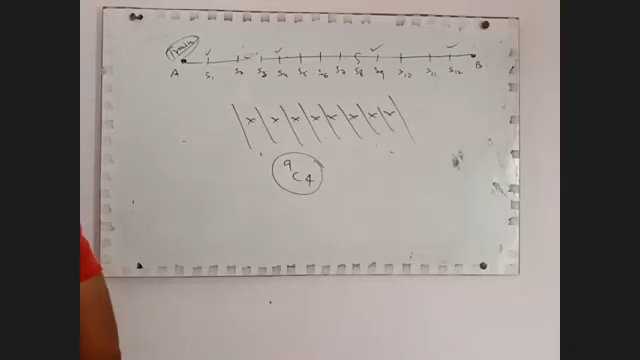 Train
A S1 S2 S3 S4 S5 S6 S7 S8 S9 S10 S11 S12 B
x x x x x x x x
9C4